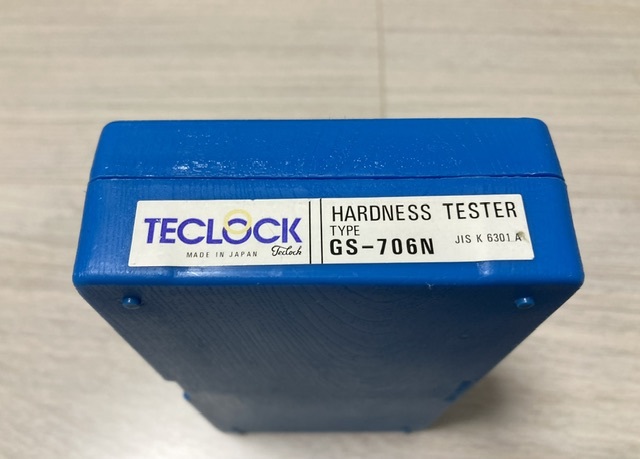 TECLOCK
MADE IN JAPAN Teclock
HARDNESS TESTER
TYPE
GS-706N JIS K 6301 A